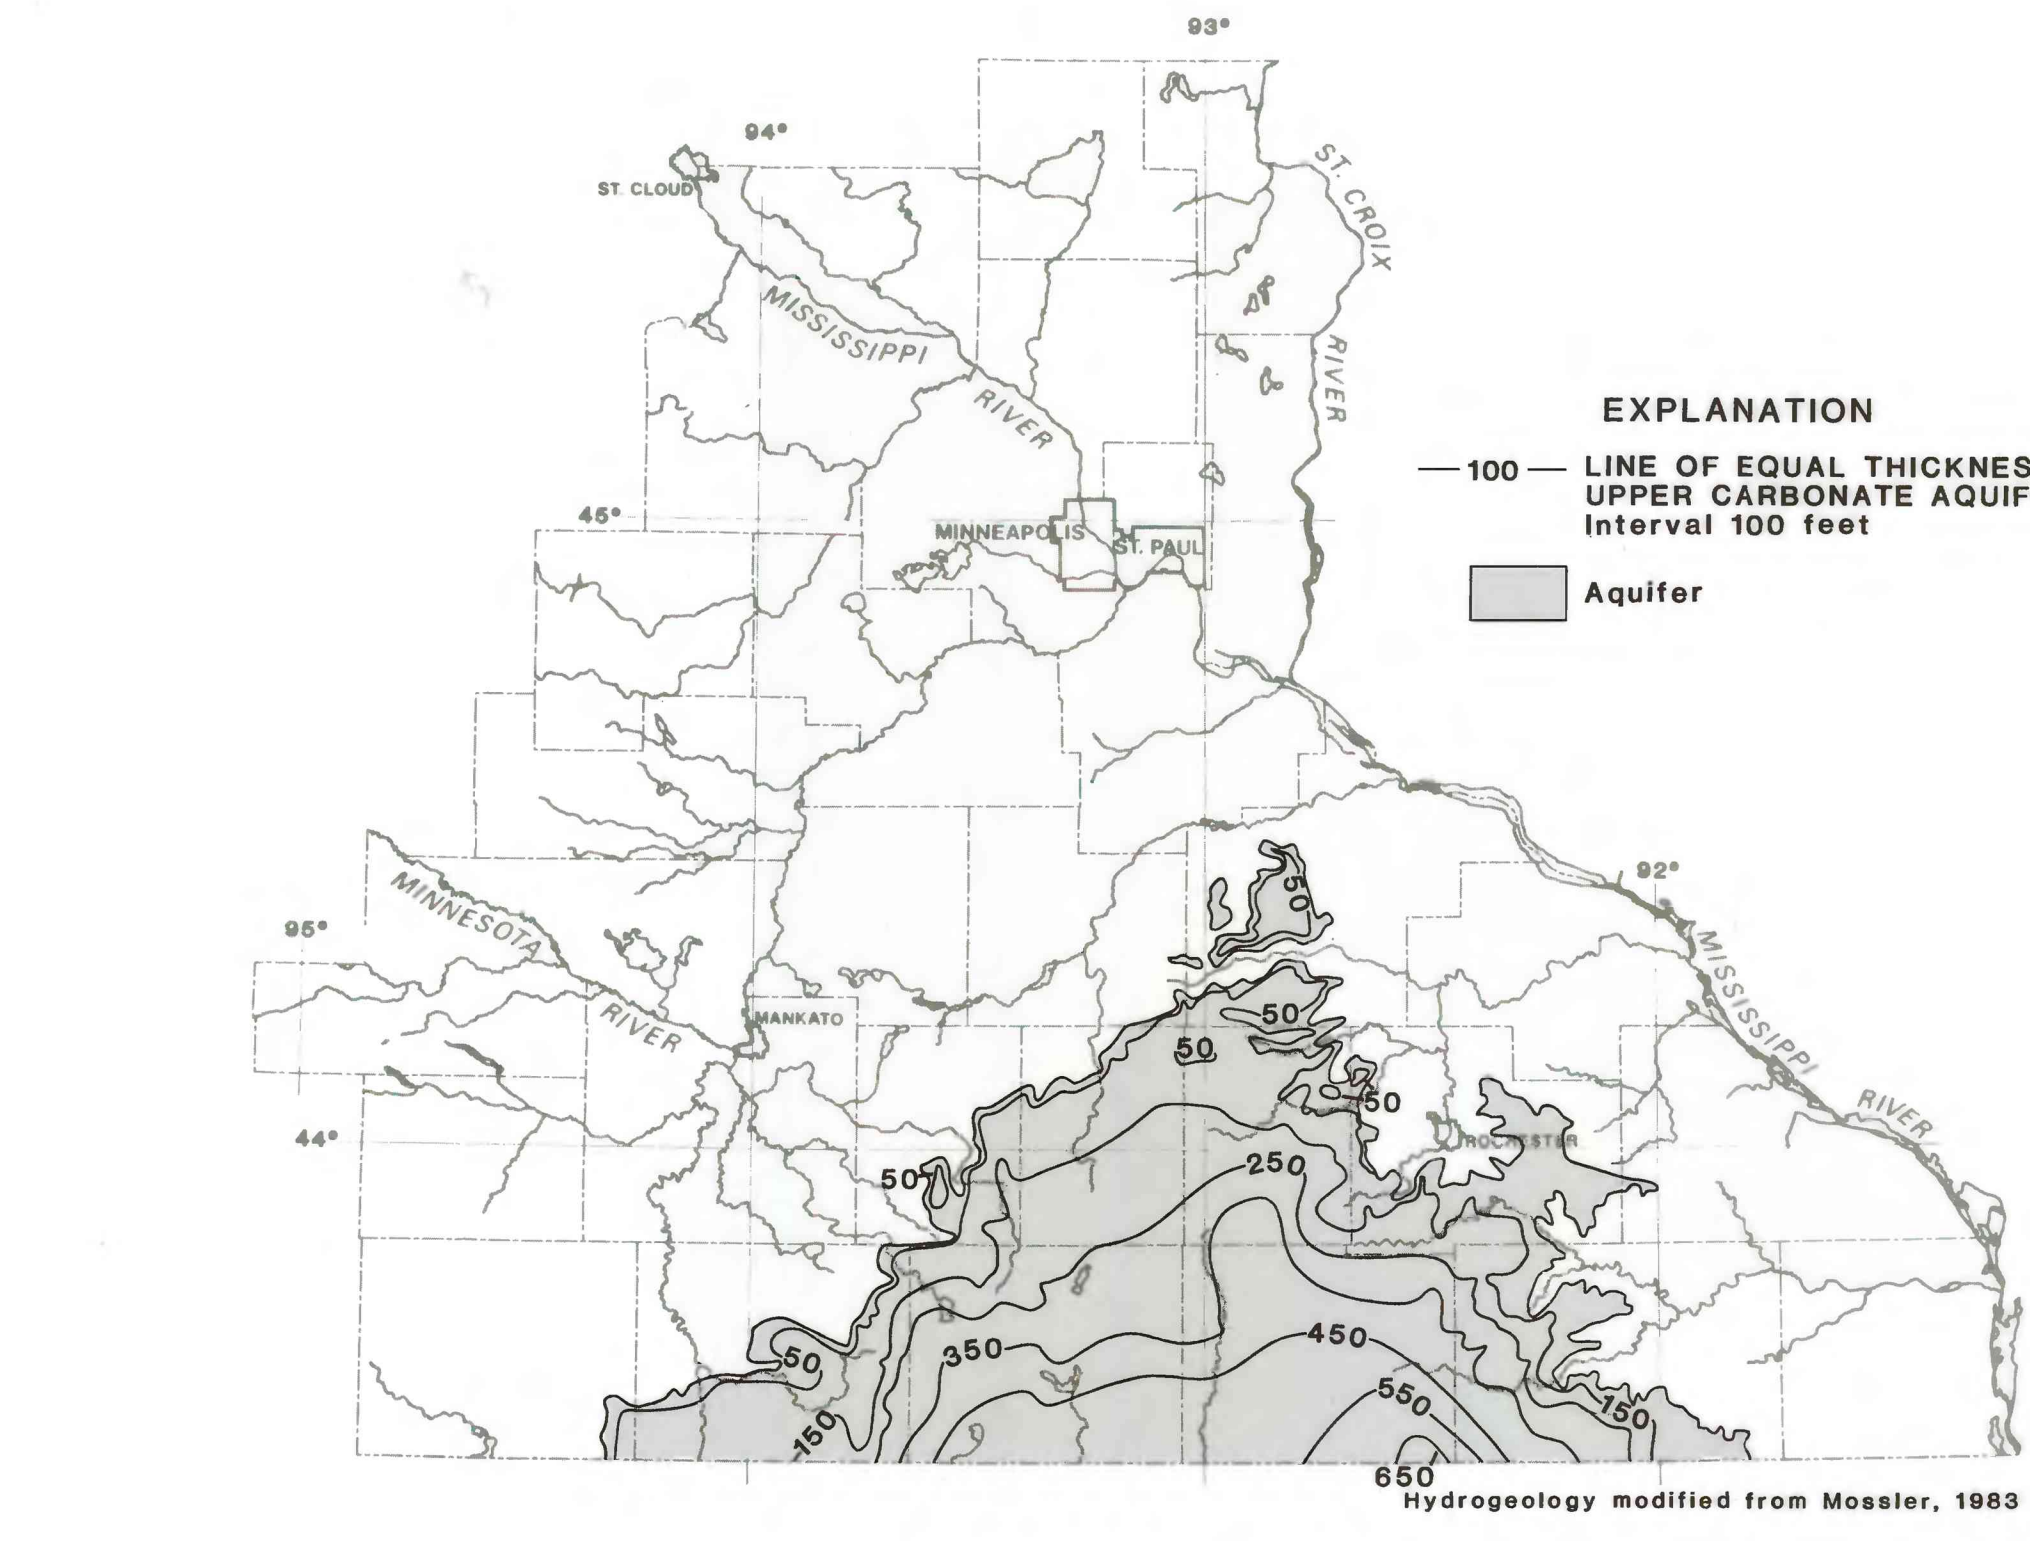 93°
94°
ST. CLOUD
ST. CROIX
RIVER
MISSISSIPPI
RIVER
EXPLANATION
—100— LINE OF EQUAL THICKNES
UPPER CARBONATE AQUIF
Interval 100 feet
45°
MINNEAPOLIS
ST. PAUL
Aquifer
92°
50
MINNESOTA
RIVER
95°
MISSISSIPPI
RIVER
MANKATO
50
50
50
44°
ROCHESTER
250
50
350
450
50
550
150
150
650
Hydrogeology modified from Mossler, 1983